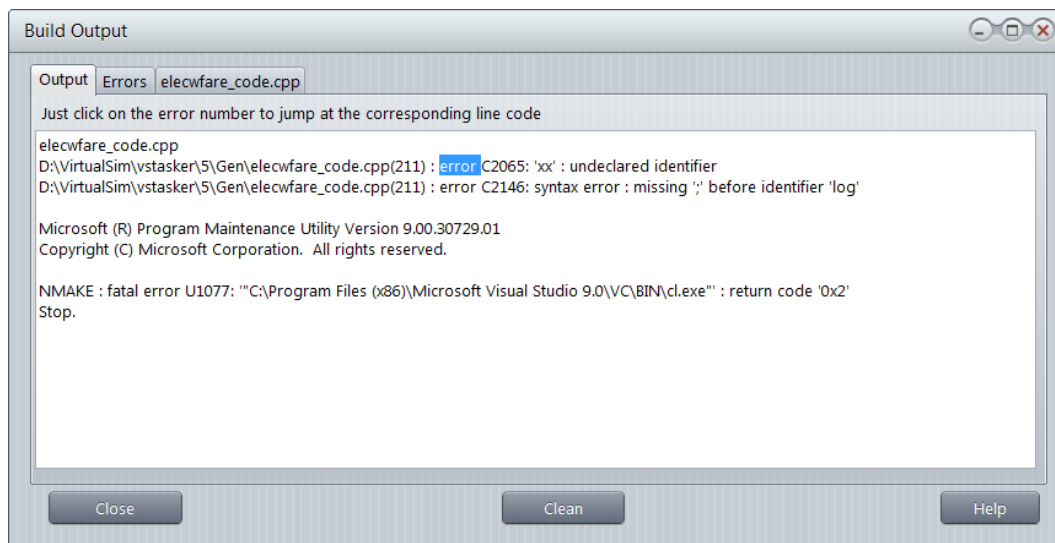 Build Output
Output Errors elecwfare_code.cpp
Just click on the error number to jump at the corresponding line code
elecwfare_code.cpp
D:\VirtualSim\vstasker\5\Gen\elecwfare_code.cpp(211) : error C2065: 'xx' : undeclared identifier
D:\VirtualSim\vstasker\5\Gen\elecwfare_code.cpp(211) : error C2146: syntax error : missing ';' before identifier 'log'
Microsoft (R) Program Maintenance Utility Version 9.00.30729.01
Copyright (C) Microsoft Corporation.  All rights reserved.
NMAKE : fatal error U1077: '"C:\Program Files (x86)\Microsoft Visual Studio 9.0\VC\BIN\cl.exe"' : return code '0x2'
Stop.
Close Clean Help